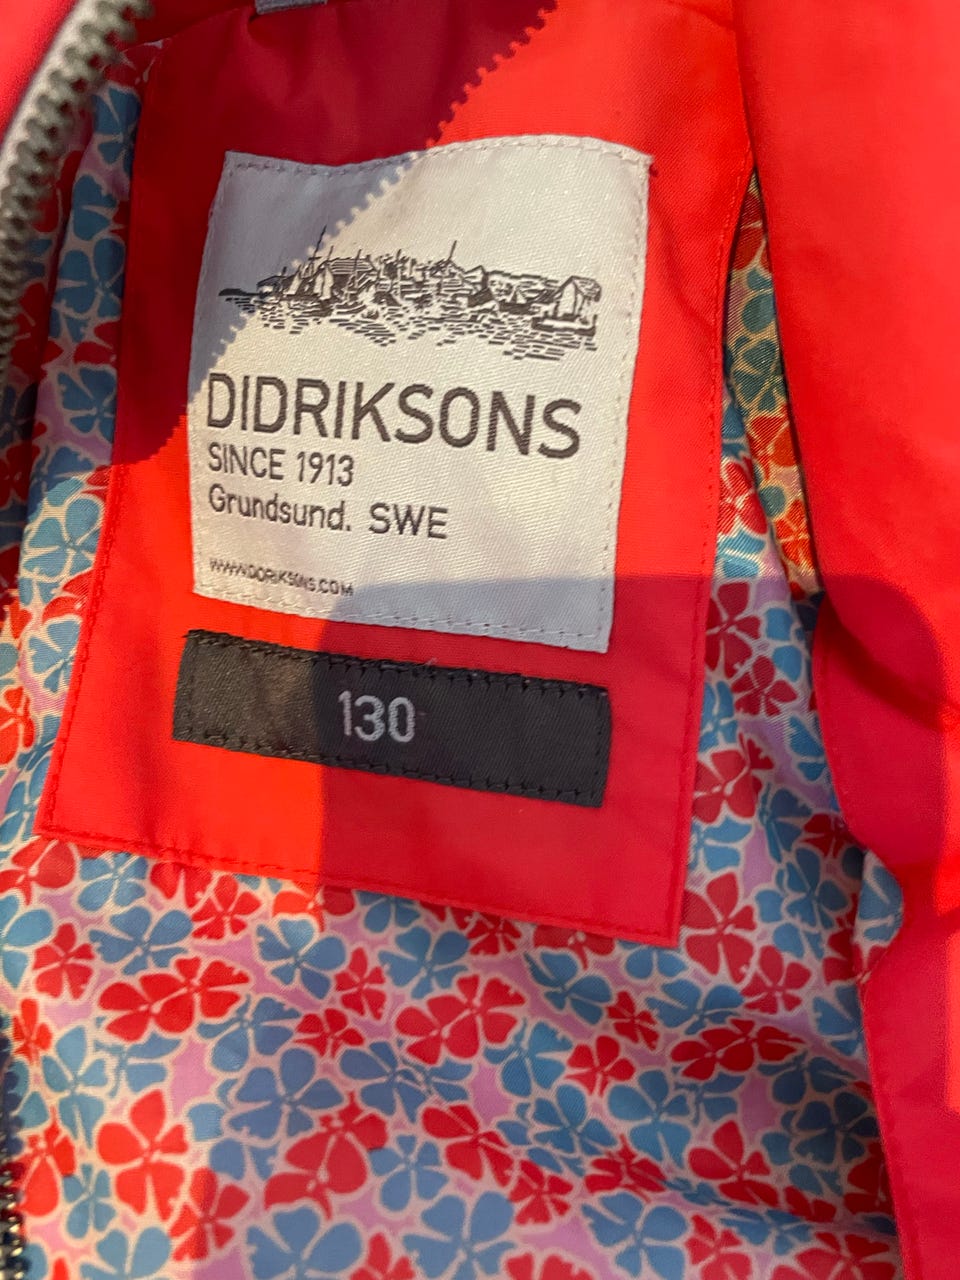 DIDRIKSONS
SINCE 1913
Grundsund. SWE
WWW.DIDRIKSONS.COM
130